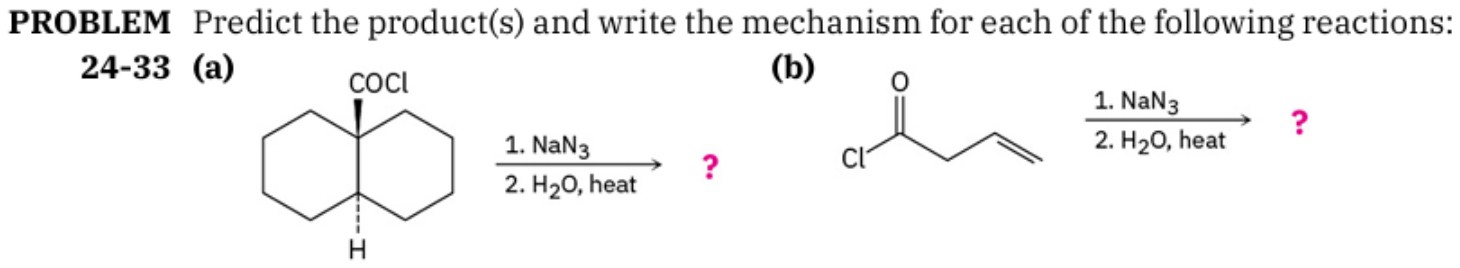 PROBLEM Predict the product(s) and write the mechanism for each of the following reactions:
24-33 (a) (b)
COCl
O
1. NaN3
1. NaN3
?
2. H2O, heat
Cl
?
2. H2O, heat
H